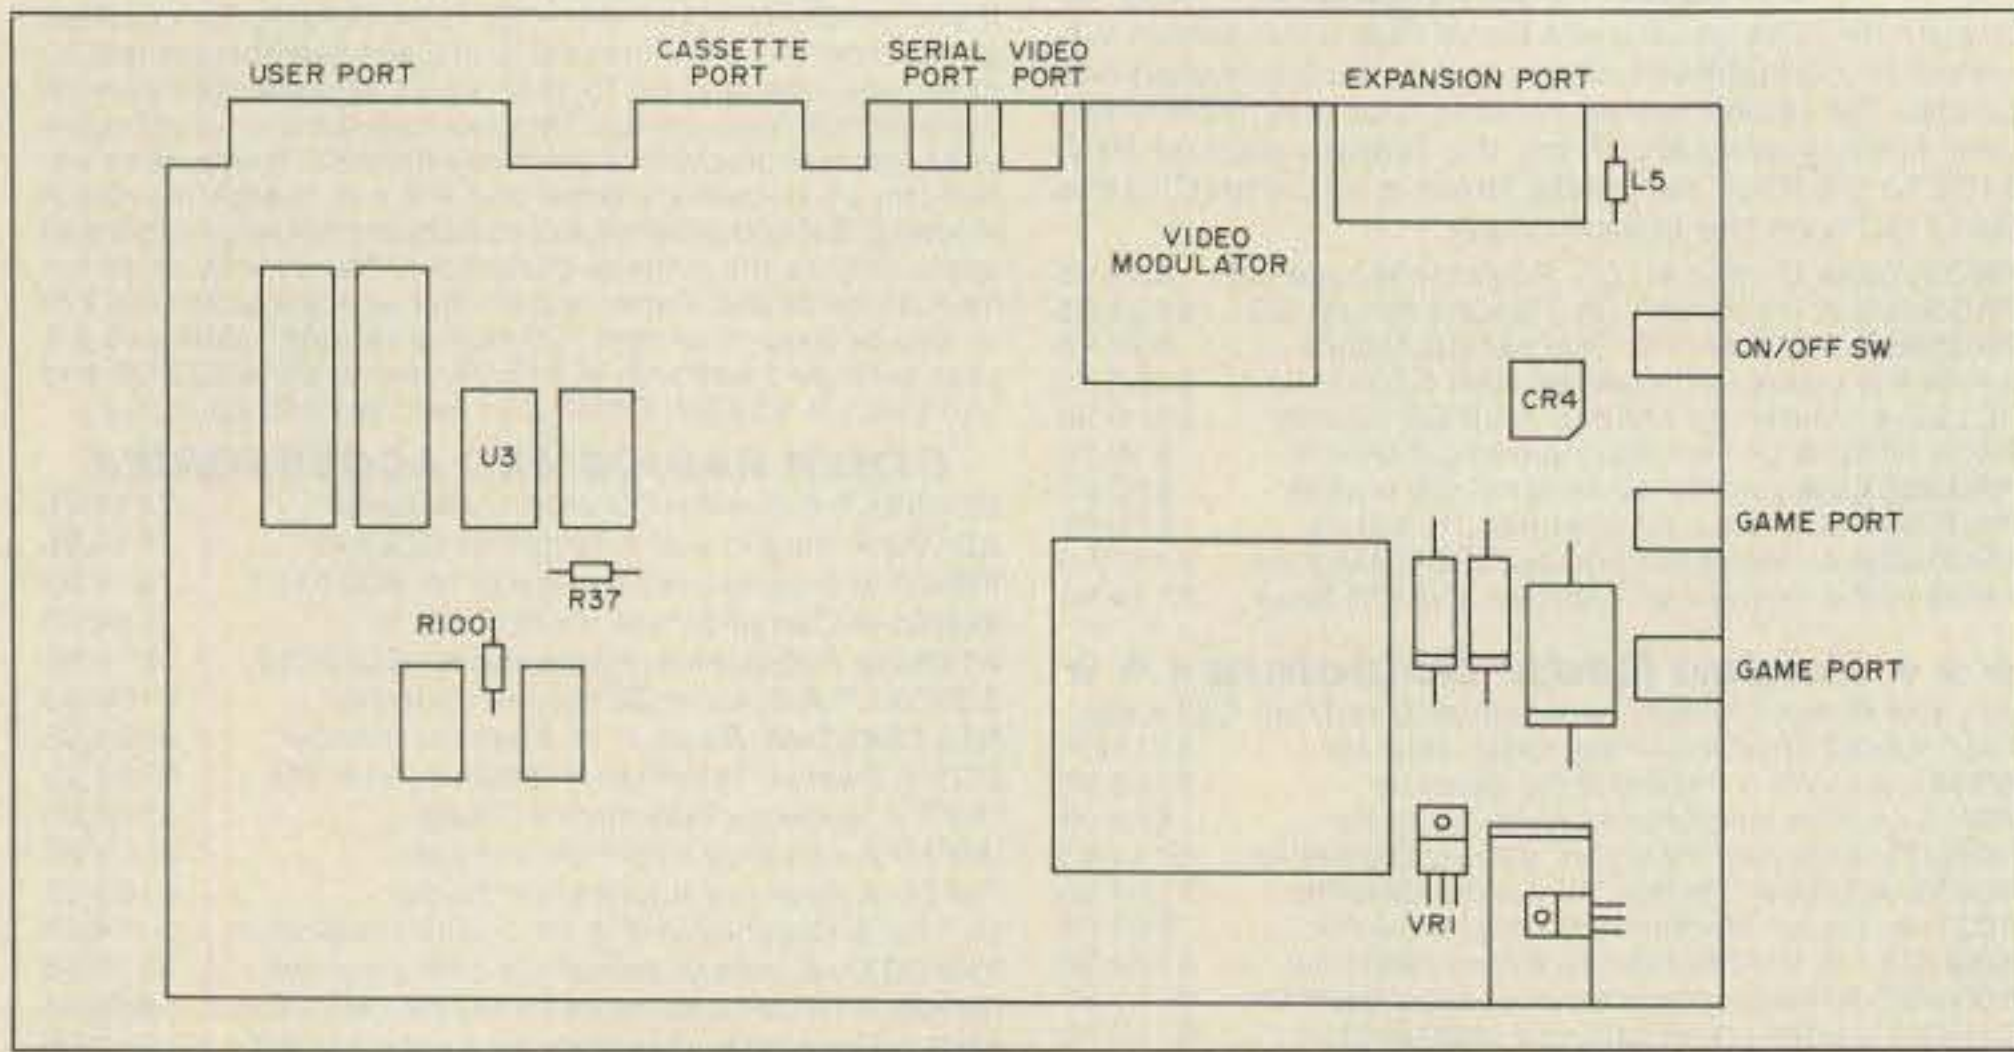 USER PORT
CASSETTE
PORT
SERIAL
PORT
VIDEO
PORT
EXPANSION PORT
L5
VIDEO
MODULATOR
ON/OFF SW
CR4
U3
GAME PORT
R37
R100
GAME PORT
VR1